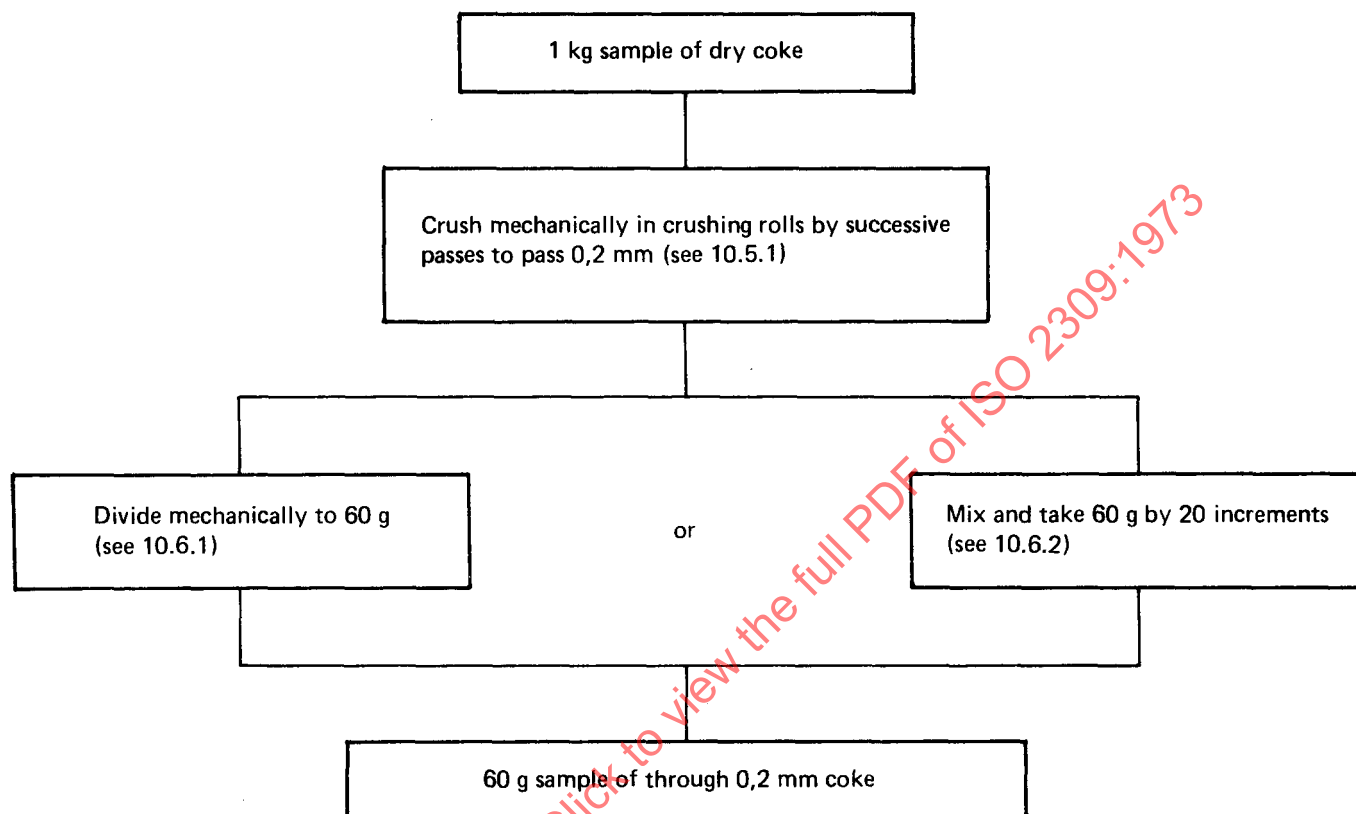 1 kg sample of dry coke
Crush mechanically in crushing rolls by successive
passes to pass 0,2 mm (see 10.5.1)
Divide mechanically to 60 g
(see 10.6.1)
or
Mix and take 60 g by 20 increments
(see 10.6.2)
60 g sample of through 0,2 mm coke
Click to view the full PDF of ISO 2309:1973